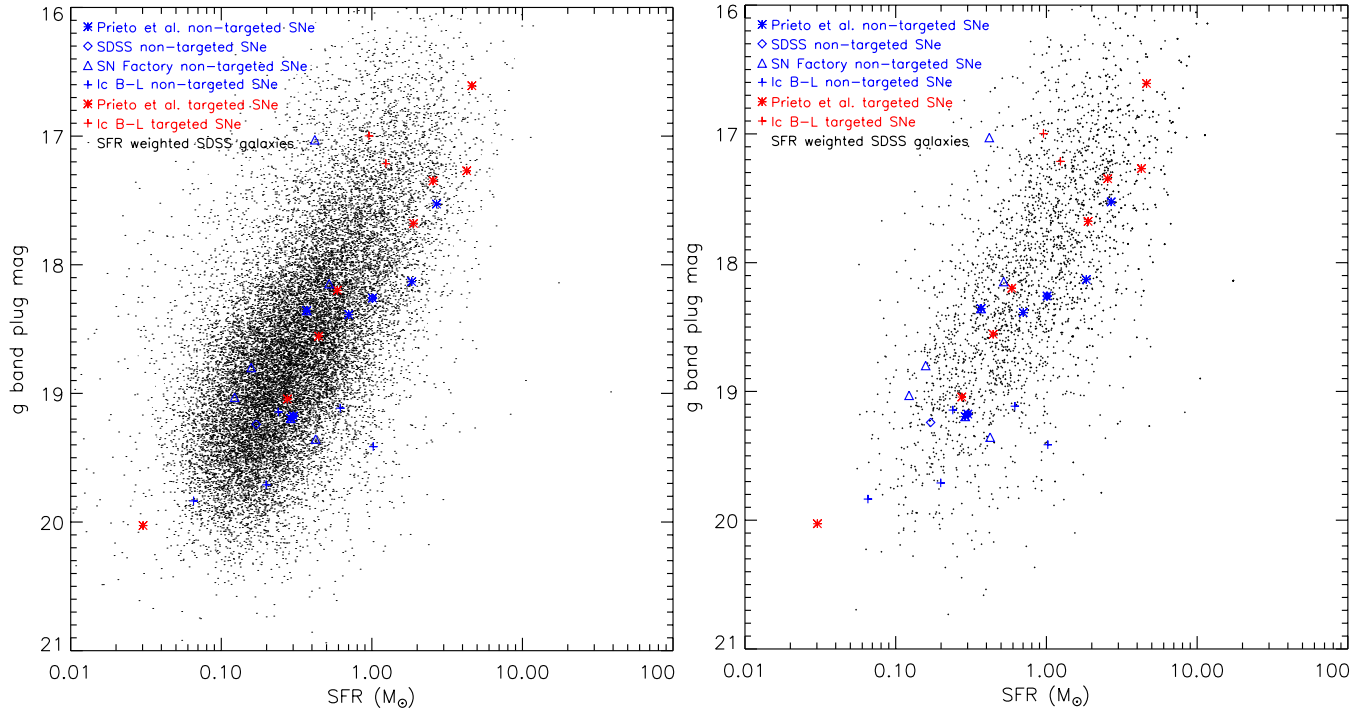 16
17
18
19
20
21
g band plug mag
Prieto et al. non-targeted SNe
SDSS non-targeted SNe
SN Factory non-targeted SNe
Ic B-L non-targeted SNe
Prieto et al. targeted SNe
Ic B-L targeted SNe
SFR weighted SDSS galaxies
0.01 0.10 1.00 10.00 100
SFR (M☉)
16
17
18
19
20
21
g band plug mag
Prieto et al. non-targeted SNe
SDSS non-targeted SNe
SN Factory non-targeted SNe
Ic B-L non-targeted SNe
Prieto et al. targeted SNe
Ic B-L targeted SNe
SFR weighted SDSS galaxies
0.01 0.10 1.00 10.00 100
SFR (M☉)